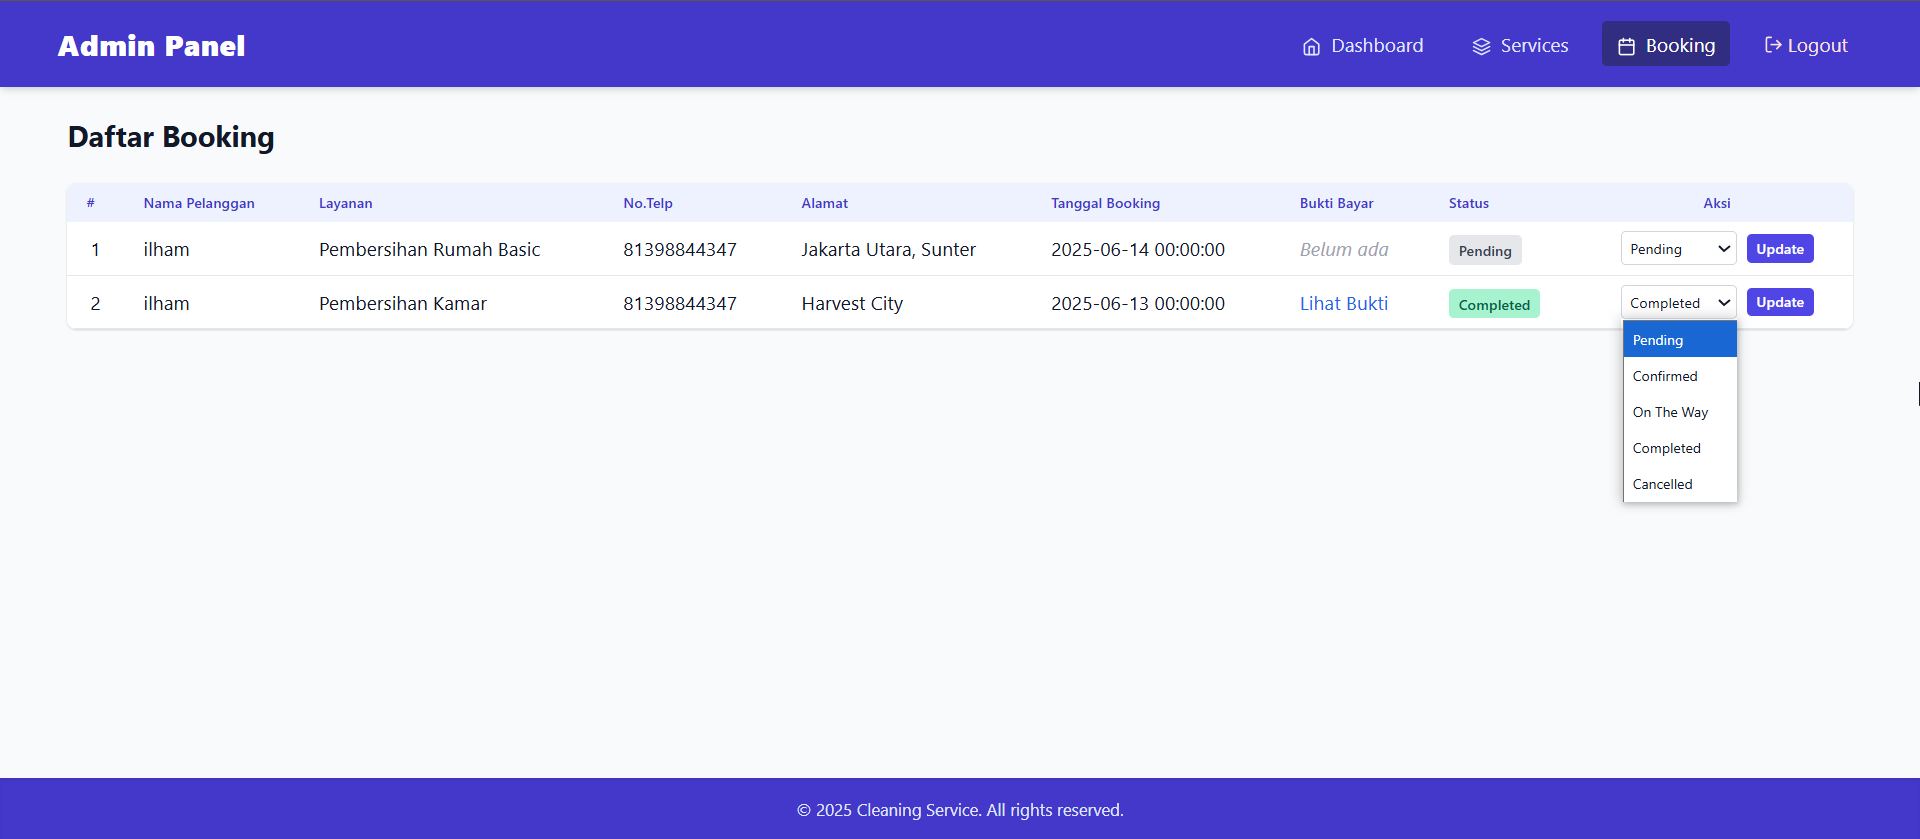 Admin Panel
Dashboard Services Booking Logout
Daftar Booking
# Nama Pelanggan Layanan No.Telp Alamat Tanggal Booking Bukti Bayar Status Aksi
1 ilham Pembersihan Rumah Basic 81398844347 Jakarta Utara, Sunter 2025-06-14 00:00:00 Belum ada Pending Pending Update
2 ilham Pembersihan Kamar 81398844347 Harvest City 2025-06-13 00:00:00 Lihat Bukti Completed Completed Update
Pending
Confirmed
On The Way
Completed
Cancelled
© 2025 Cleaning Service. All rights reserved.